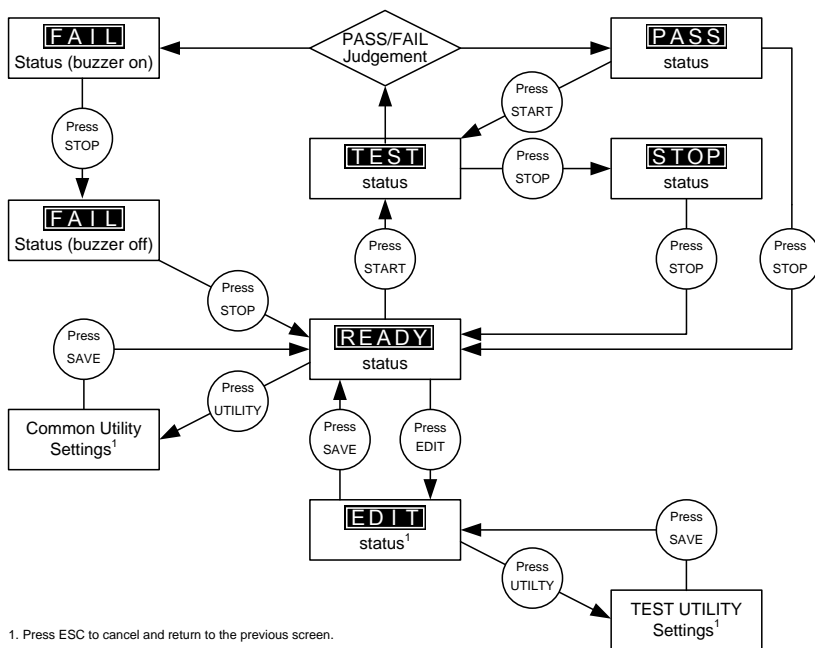 FAIL
Status (buzzer on)
PASS/FAIL
Judgement
PASS
status
Press
STOP
Press
START
TEST
status
Press
STOP
STOP
status
FAIL
Status (buzzer off)
Press
START
Press
STOP
Press
STOP
Press
STOP
READY
status
Press
SAVE
Press
UTILITY
Common Utility
Settings¹
Press
SAVE
Press
EDIT
EDIT
status¹
Press
SAVE
Press
UTILTY
TEST UTILITY
Settings¹
1. Press ESC to cancel and return to the previous screen.